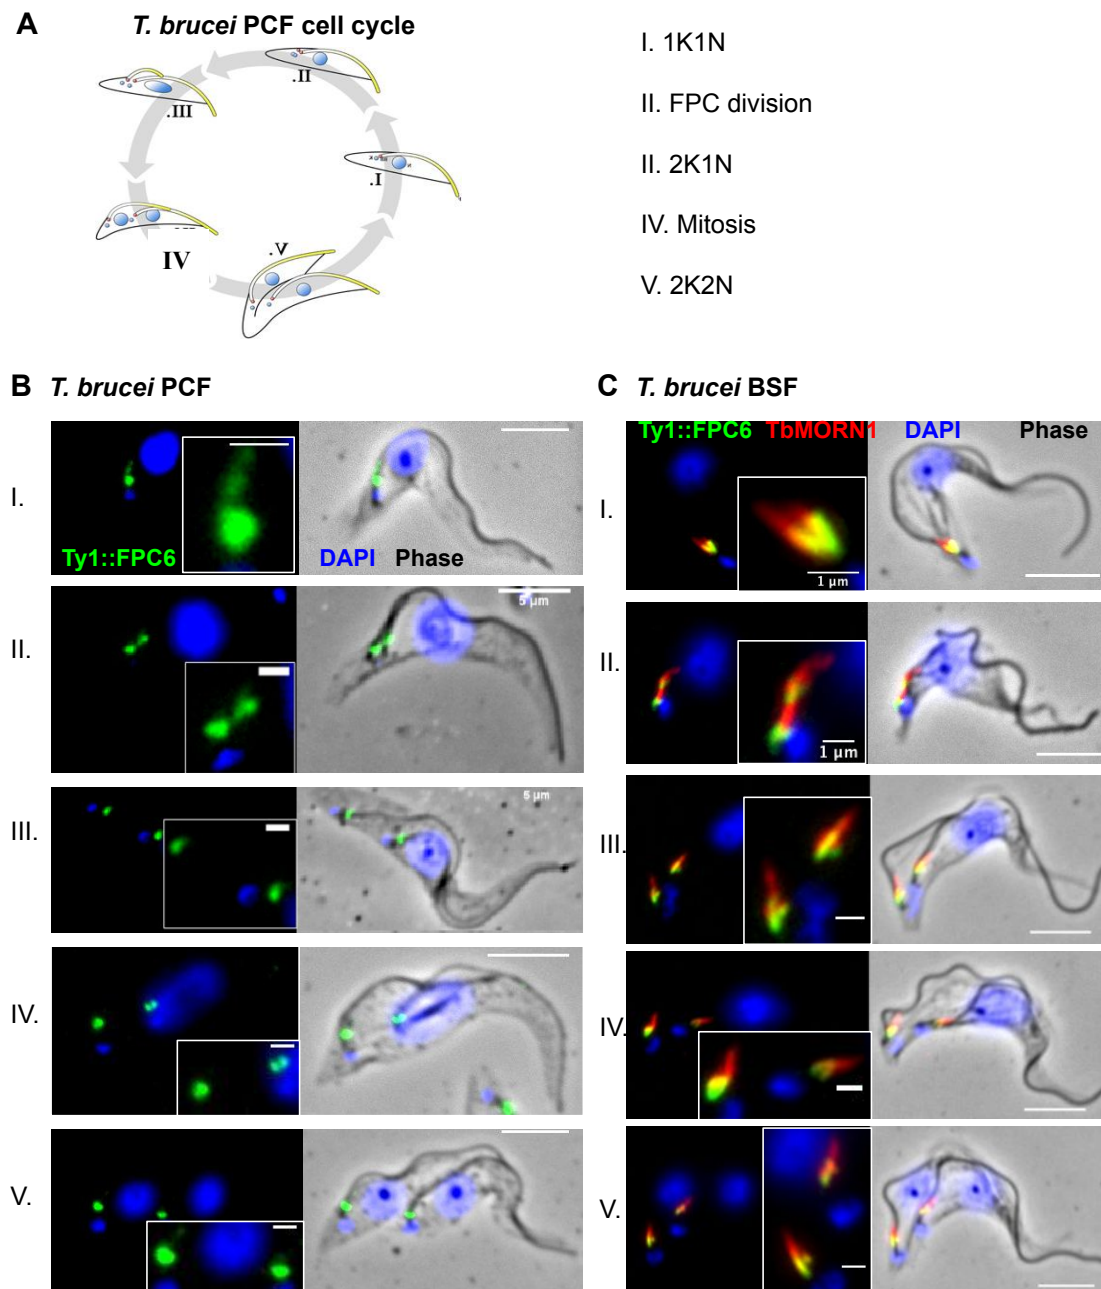 A
T. brucei PCF cell cycle
.II
.III
.I
IV
.V
I. 1K1N
II. FPC division
II. 2K1N
IV. Mitosis
V. 2K2N
B T. brucei PCF
I.
Ty1::FPC6
DAPI Phase
II.
5 µm
III.
5 µm
IV.
V.
C T. brucei BSF
Ty1::FPC6 TbMORN1 DAPI Phase
I.
1 µm
II.
1 µm
III.
IV.
V.